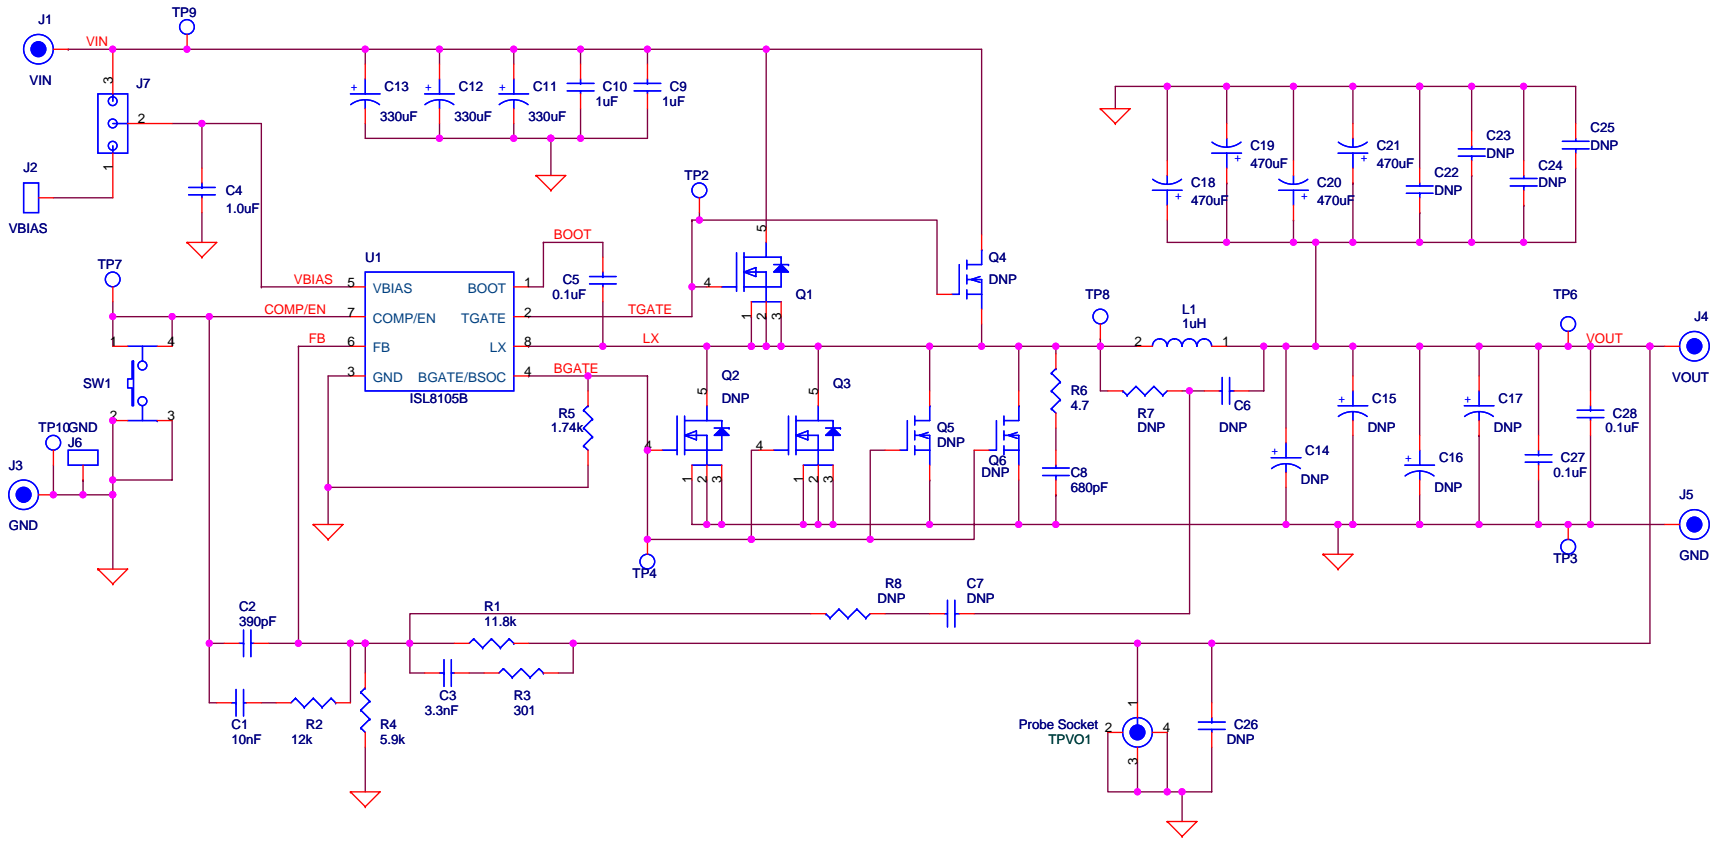 J1
VIN
VIN
TP9
3
J7
2
1
J2
VBIAS
C4
1.0uF
+
C13
330uF
+
C12
330uF
+
C11
330uF
C10
1uF
C9
1uF
TP2
5
4
Q1
1
2
3
Q4
DNP
TP7
VBIAS
COMP/EN
FB
U1
5
VBIAS
7
COMP/EN
6
FB
3
GND
BOOT
1
TGATE
2
LX
8
BGATE/BSOC
4
ISL8105B
BOOT
C5
0.1uF
TGATE
LX
BGATE
1
4
SW1
2
3
TP10
GND
J6
J3
GND
R5
1.74k
Q2
DNP
5
4
1
2
3
Q3
5
4
1
2
3
Q5
DNP
Q6
DNP
TP4
R6
4.7
C8
680pF
TP8
L1
1uH
2
1
R7
DNP
C6
DNP
C18
470uF
+
C19
470uF
+
C20
470uF
+
C21
470uF
+
C22
DNP
C23
DNP
C24
DNP
C25
DNP
TP6
VOUT
J4
VOUT
+
C14
DNP
+
C15
DNP
+
C16
DNP
+
C17
DNP
C27
0.1uF
C28
0.1uF
J5
GND
TP3
R8
DNP
C7
DNP
C2
390pF
R1
11.8k
C3
3.3nF
R3
301
C1
10nF
R2
12k
R4
5.9k
Probe Socket
TPVO1
1
2
4
3
C26
DNP